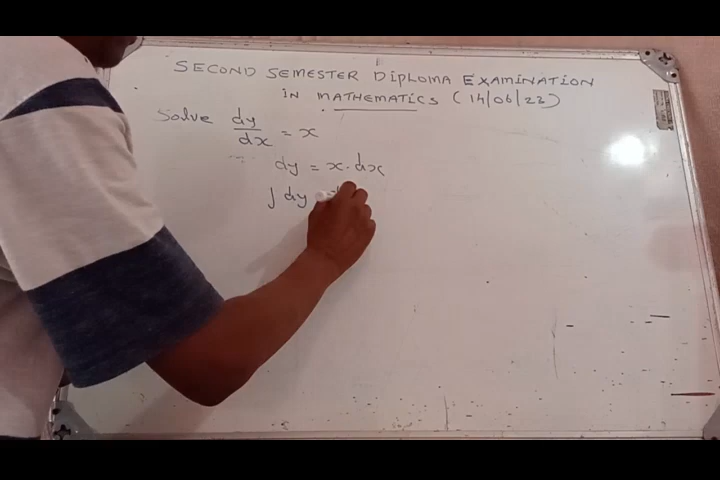 SECOND SEMESTER DIPLOMA EXAMINATION
IN MATHEMATICS (14/06/23)
Solve dy/dx = x
dy = x · dx
∫ dy